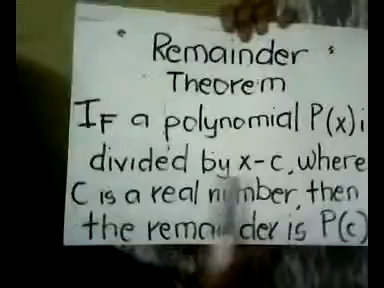 Remainder
Theorem
IF a polynomial P(x) i
divided by x-c, where
C is a real number, then
the remainder is P(c)